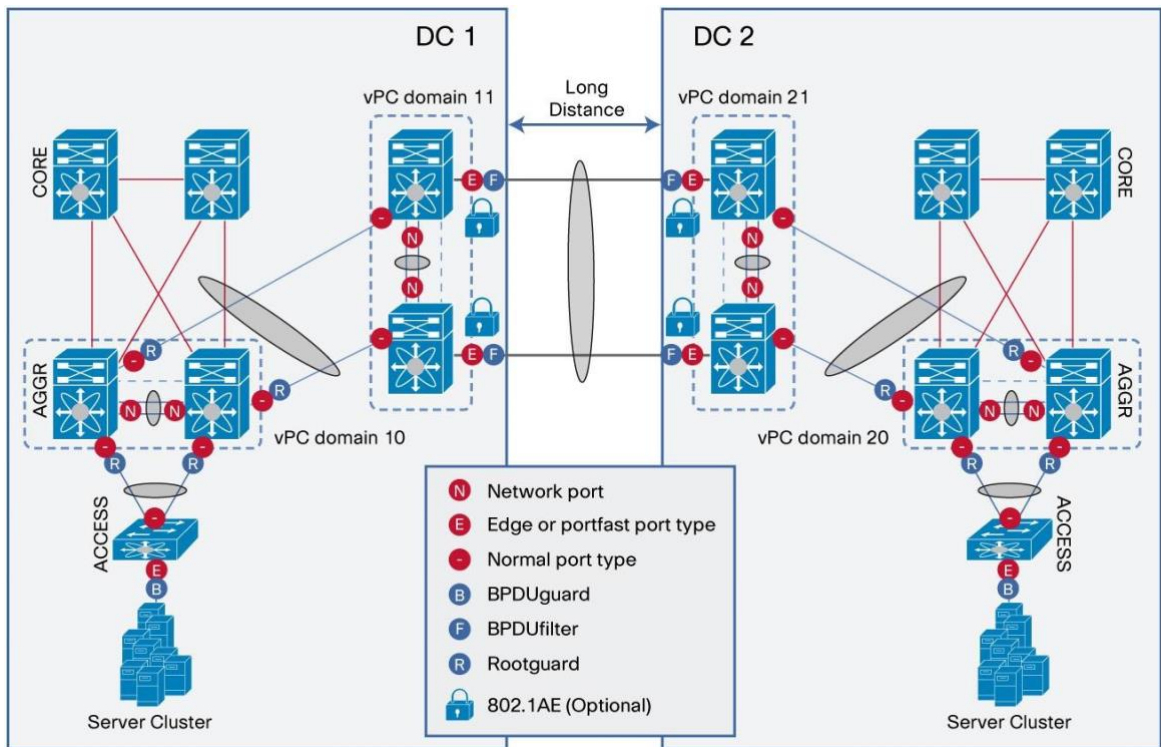 DC 1
DC 2
vPC domain 11
Long
Distance
vPC domain 21
CORE
CORE
E
F
F
E
-
-
N
N
N
N
-
-
E
F
F
E
R
-
R
-
AGGR
AGGR
N
N
-
R
R
-
N
N
vPC domain 10
vPC domain 20
-
-
-
-
R
R
R
R
ACCESS
ACCESS
-
-
E
E
B
B
Server Cluster
Server Cluster
N Network port
E Edge or portfast port type
- Normal port type
B BPDUguard
F BPDUfilter
R Rootguard
802.1AE (Optional)